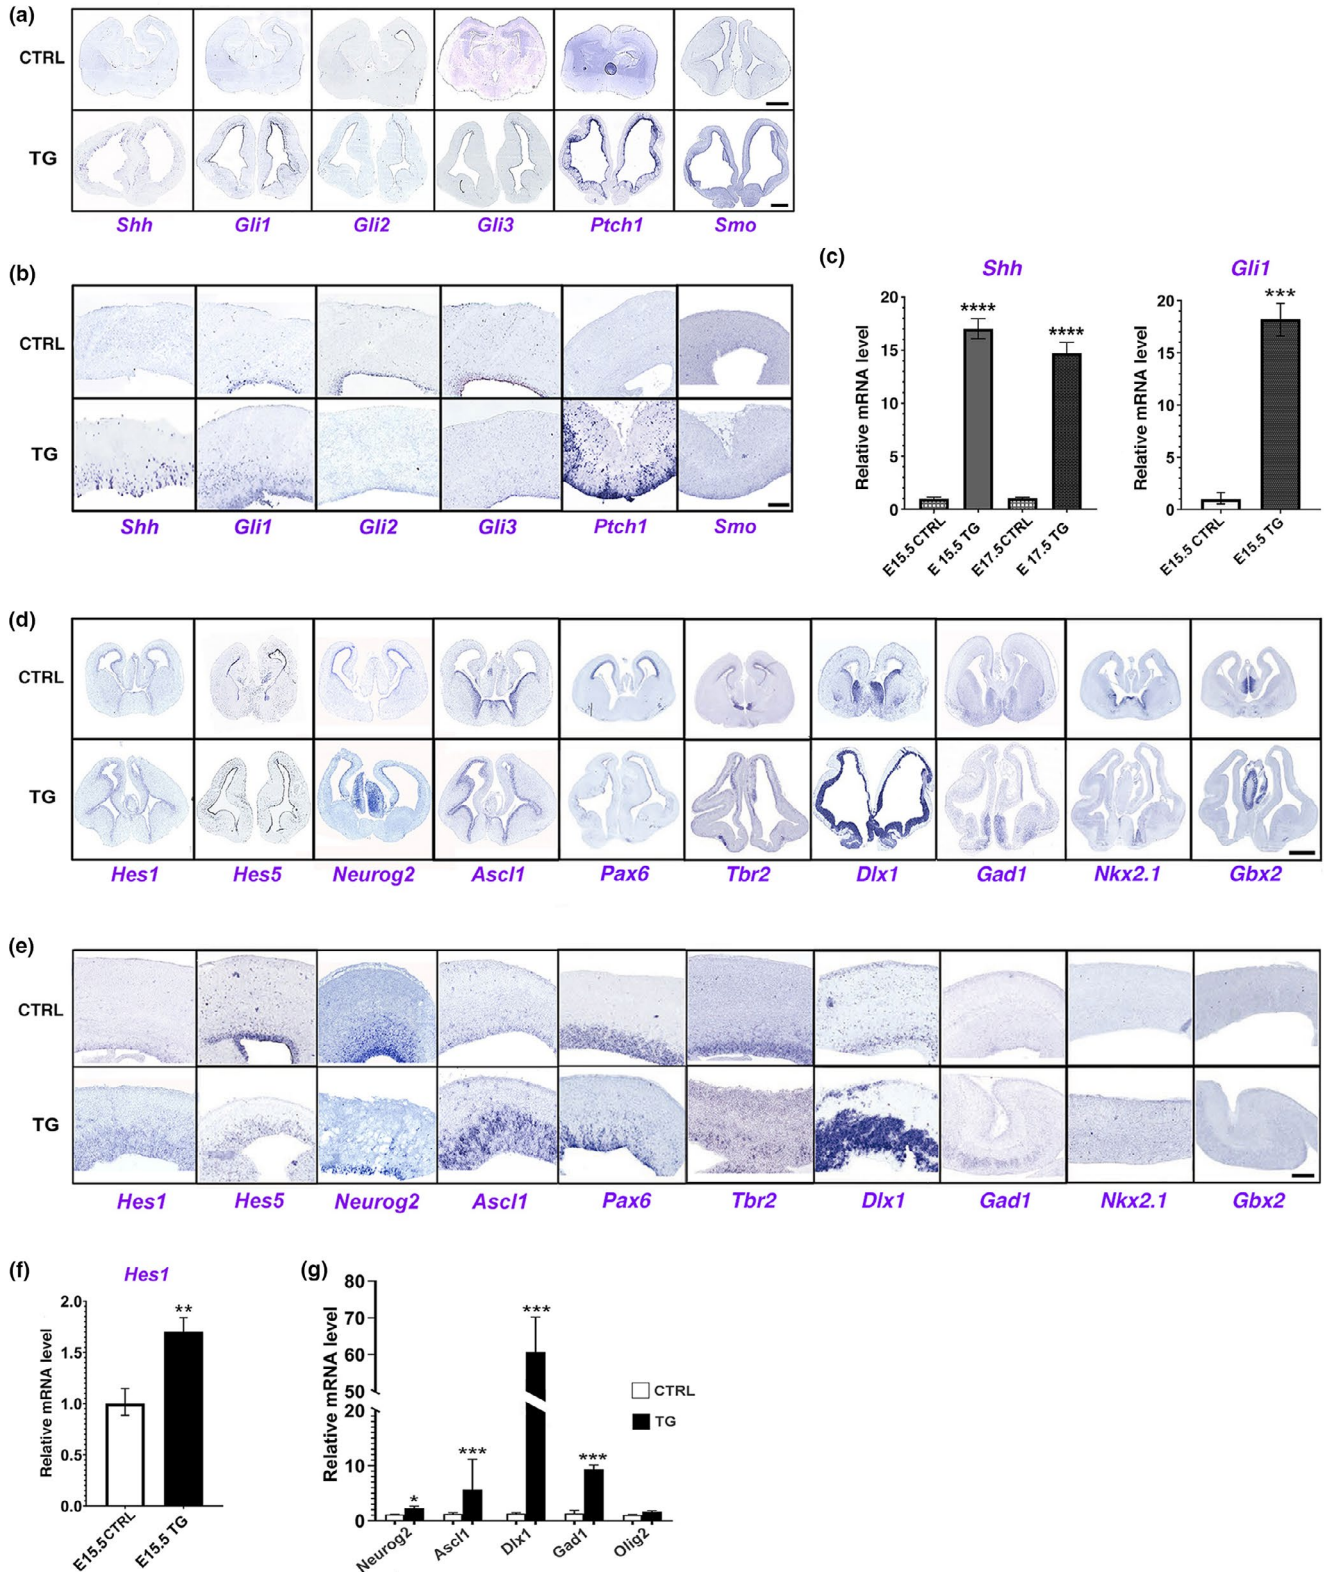 (a)
CTRL
TG
Shh Gli1 Gli2 Gli3 Ptch1 Smo
(b)
CTRL
TG
Shh Gli1 Gli2 Gli3 Ptch1 Smo
(c)
Shh
Relative mRNA level
20
15
10
5
0
**** ****
E15.5 CTRL E 15.5 TG E17.5 CTRL E 17.5 TG
Gli1
Relative mRNA level
20
15
10
5
0
***
E15.5 CTRL E15.5 TG
(d)
CTRL
TG
Hes1 Hes5 Neurog2 Ascl1 Pax6 Tbr2 Dlx1 Gad1 Nkx2.1 Gbx2
(e)
CTRL
TG
Hes1 Hes5 Neurog2 Ascl1 Pax6 Tbr2 Dlx1 Gad1 Nkx2.1 Gbx2
(f)
Hes1
Relative mRNA level
2.0
1.5
1.0
0.5
0.0
**
E15.5 CTRL E15.5 TG
(g)
Relative mRNA level
80
70
60
50
20
10
0
* *** *** ***
CTRL
TG
Neurog2 Ascl1 Dlx1 Gad1 Olig2